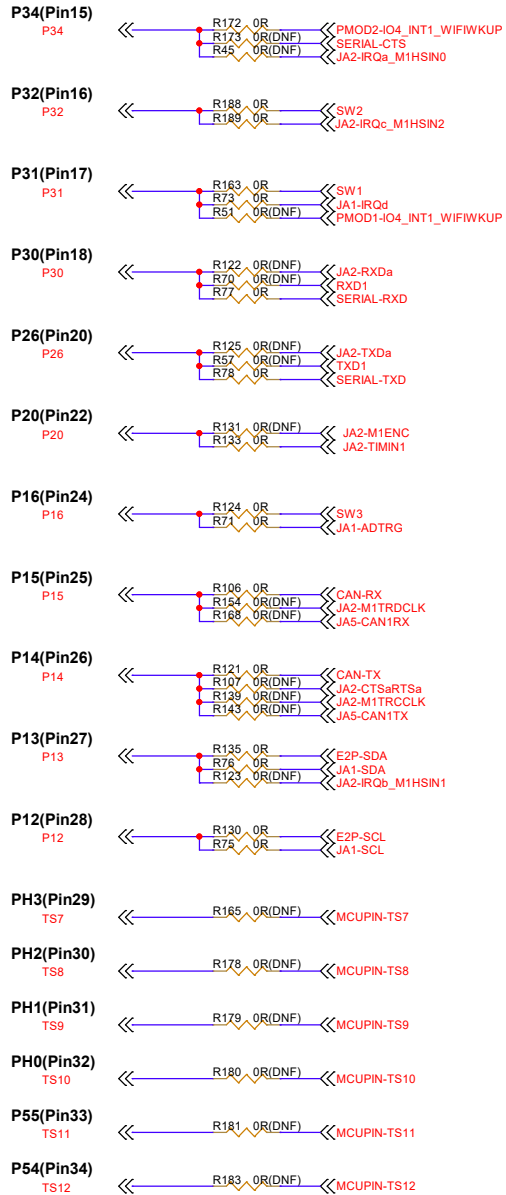 P34(Pin15)
P34
R172 0R PMOD2-IO4_INT1_WIFIWKUP
R173 0R(DNF) SERIAL-CTS
R45 0R(DNF) JA2-IRQa_M1HSIN0
P32(Pin16)
P32
R188 0R SW2
R189 0R JA2-IRQc_M1HSIN2
P31(Pin17)
P31
R163 0R SW1
R73 0R JA1-IRQd
R51 0R(DNF) PMOD1-IO4_INT1_WIFIWKUP
P30(Pin18)
P30
R122 0R(DNF) JA2-RXDa
R70 0R(DNF) RXD1
R77 0R SERIAL-RXD
P26(Pin20)
P26
R125 0R(DNF) JA2-TXDa
R57 0R(DNF) TXD1
R78 0R SERIAL-TXD
P20(Pin22)
P20
R131 0R(DNF) JA2-M1ENC
R133 0R JA2-TIMIN1
P16(Pin24)
P16
R124 0R SW3
R71 0R JA1-ADTRG
P15(Pin25)
P15
R106 0R CAN-RX
R154 0R(DNF) JA2-M1TRDCLK
R168 0R(DNF) JA5-CAN1RX
P14(Pin26)
P14
R121 0R CAN-TX
R107 0R(DNF) JA2-CTSaRTSa
R139 0R(DNF) JA2-M1TRCCLK
R143 0R(DNF) JA5-CAN1TX
P13(Pin27)
P13
R135 0R E2P-SDA
R76 0R JA1-SDA
R123 0R(DNF) JA2-IRQb_M1HSIN1
P12(Pin28)
P12
R130 0R E2P-SCL
R75 0R JA1-SCL
PH3(Pin29)
TS7
R165 0R(DNF) MCUPIN-TS7
PH2(Pin30)
TS8
R178 0R(DNF) MCUPIN-TS8
PH1(Pin31)
TS9
R179 0R(DNF) MCUPIN-TS9
PH0(Pin32)
TS10
R180 0R(DNF) MCUPIN-TS10
P55(Pin33)
TS11
R181 0R(DNF) MCUPIN-TS11
P54(Pin34)
TS12
R183 0R(DNF) MCUPIN-TS12